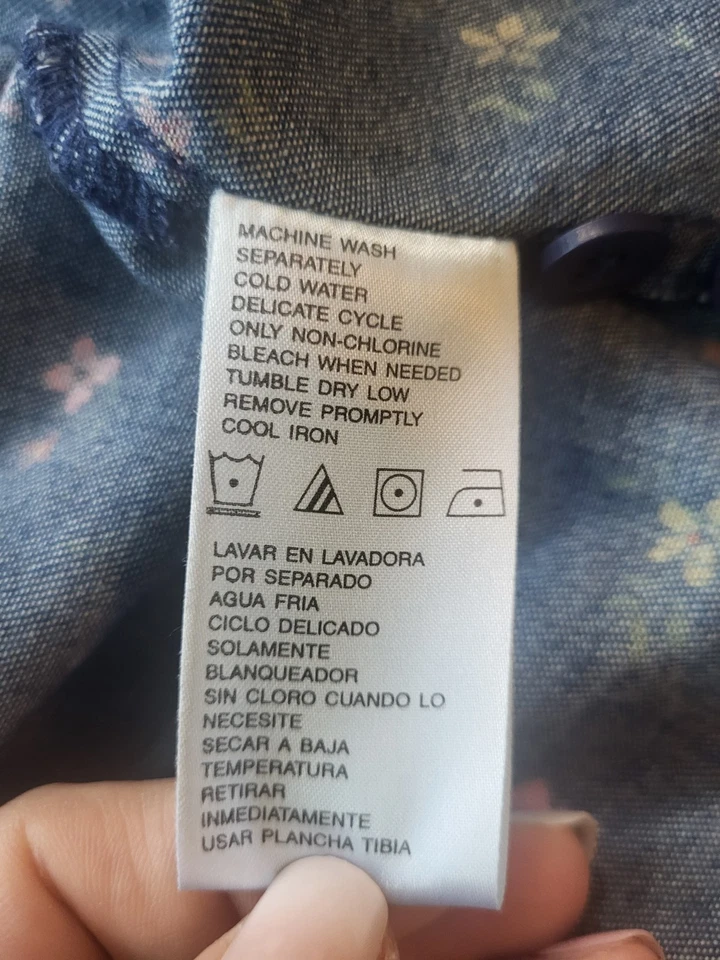 MACHINE WASH
SEPARATELY
COLD WATER
DELICATE CYCLE
ONLY NON-CHLORINE
BLEACH WHEN NEEDED
TUMBLE DRY LOW
REMOVE PROMPTLY
COOL IRON
LAVAR EN LAVADORA
POR SEPARADO
AGUA FRIA
CICLO DELICADO
SOLAMENTE
BLANQUEADOR
SIN CLORO CUANDO LO
NECESITE
SECAR A BAJA
TEMPERATURA
RETIRAR
INMEDIATAMENTE
USAR PLANCHA TIBIA